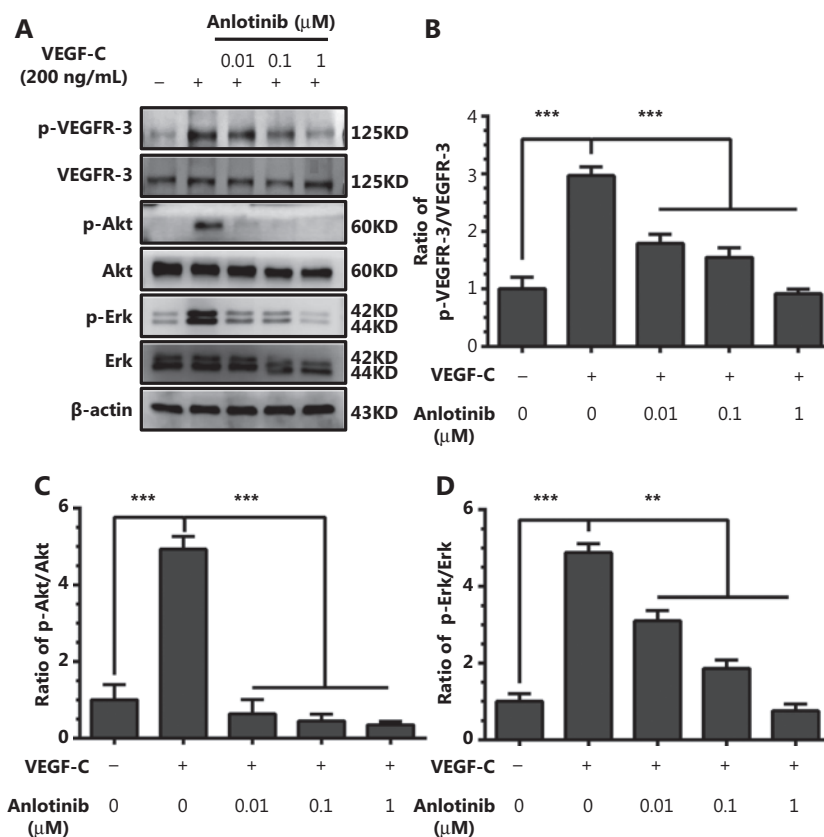 A
Anlotinib (μM)
VEGF-C
(200 ng/mL)
0.01 0.1 1
– + + + +
p-VEGFR-3 125KD
VEGFR-3 125KD
p-Akt 60KD
Akt 60KD
p-Erk 42KD
44KD
Erk 42KD
44KD
β-actin 43KD
B
Ratio of
p-VEGFR-3/VEGFR-3
4
3
2
1
0
*** ***
VEGF-C – + + + +
Anlotinib 0 0 0.01 0.1 1
(μM)
C
Ratio of p-Akt/Akt
6
4
2
0
*** ***
VEGF-C – + + + +
Anlotinib 0 0 0.01 0.1 1
(μM)
D
Ratio of p-Erk/Erk
6
4
2
0
*** **
VEGF-C – + + + +
Anlotinib 0 0 0.01 0.1 1
(μM)